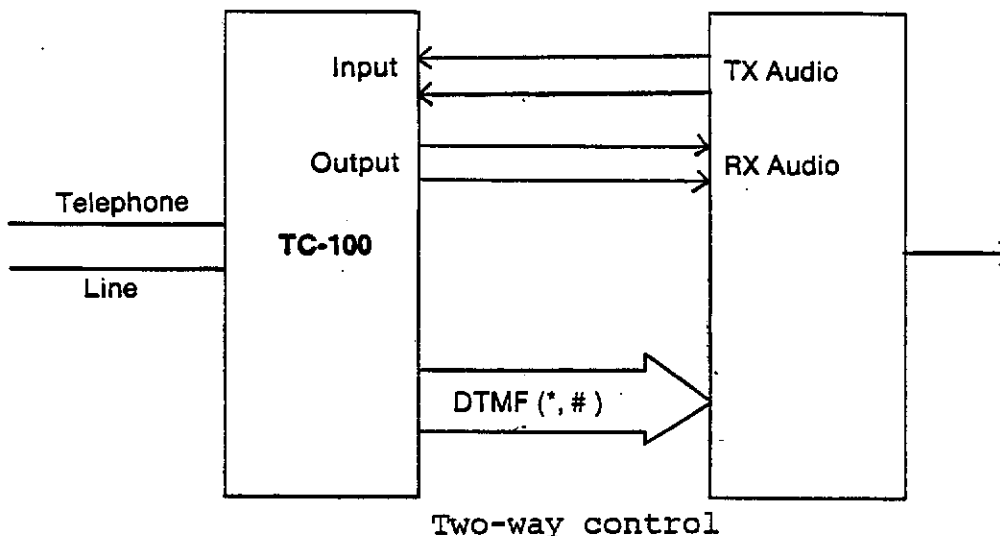 Input
TX Audio
Output
RX Audio
Telephone
TC-100
Line
DTMF (*, # )
Two-way control